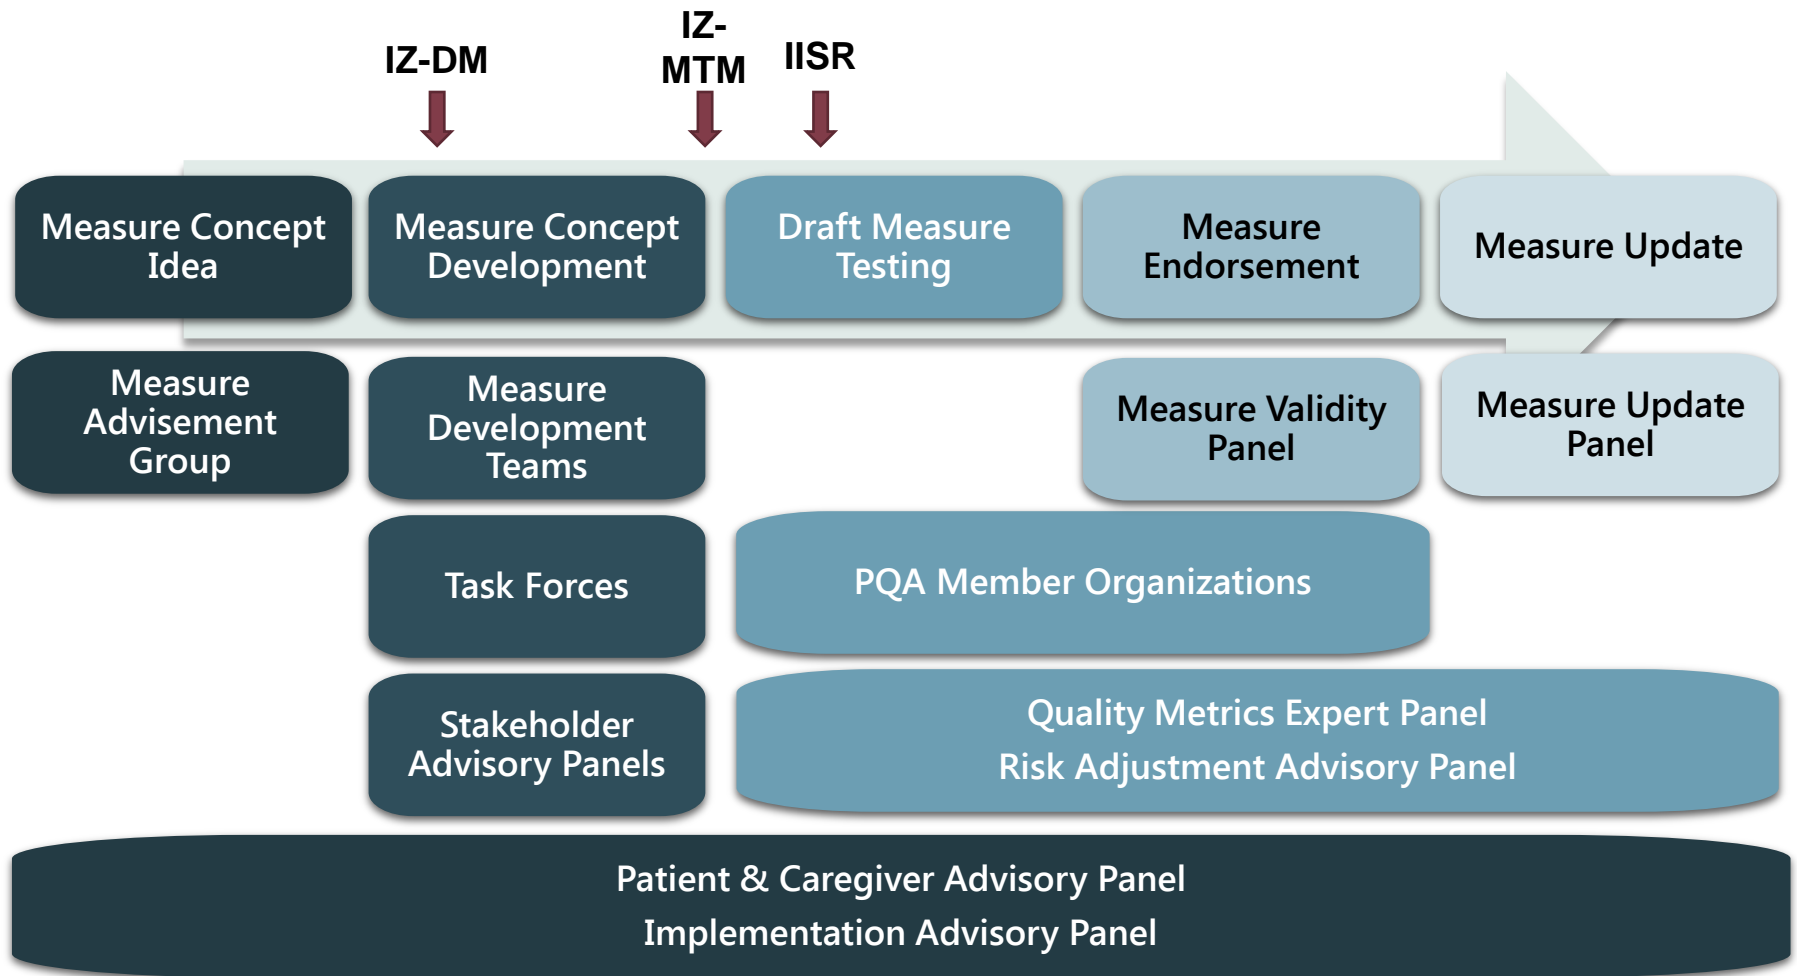 IZ-DM
IZ-
MTM
IISR
Measure Concept
Idea
Measure Concept
Development
Draft Measure
Testing
Measure
Endorsement
Measure Update
Measure
Advisement
Group
Measure
Development
Teams
Measure Validity
Panel
Measure Update
Panel
Task Forces
PQA Member Organizations
Stakeholder
Advisory Panels
Quality Metrics Expert Panel
Risk Adjustment Advisory Panel
Patient & Caregiver Advisory Panel
Implementation Advisory Panel